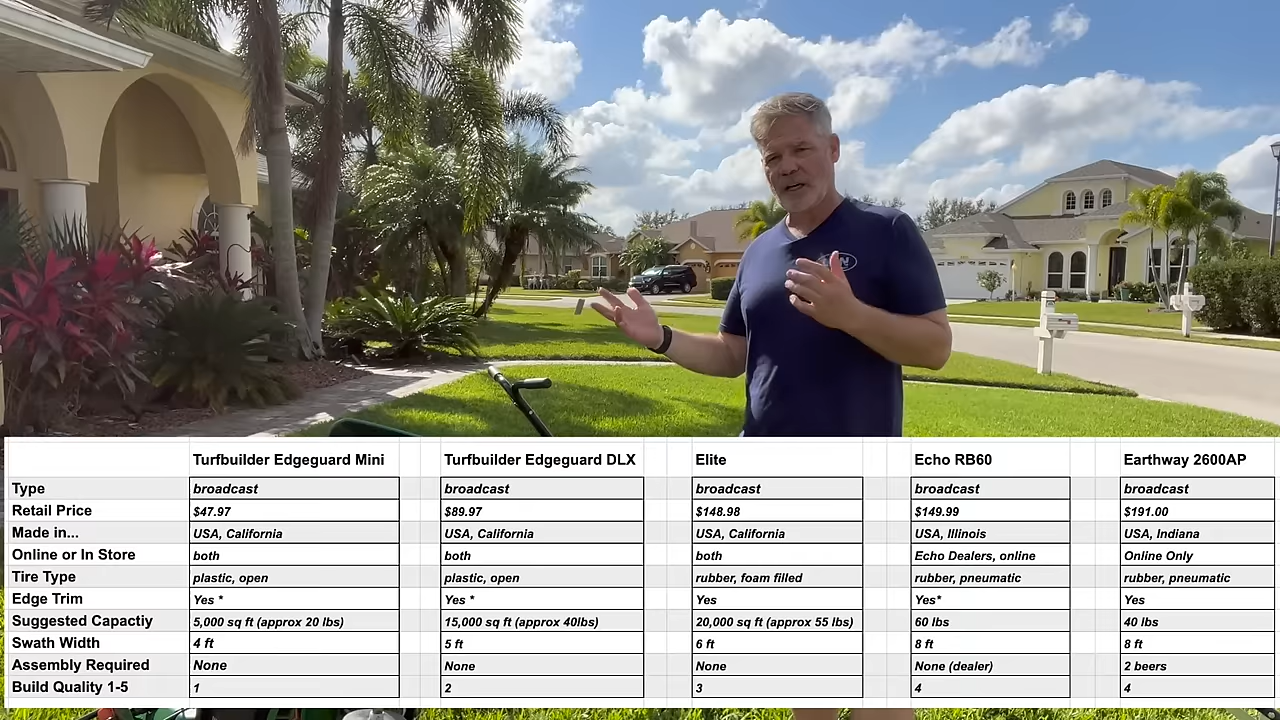 Turfbuilder Edgeguard Mini Turfbuilder Edgeguard DLX Elite Echo RB60 Earthway 2600AP
Type broadcast broadcast broadcast broadcast broadcast
Retail Price $47.97 $89.97 $148.98 $149.99 $191.00
Made in... USA, California USA, California USA, California USA, Illinois USA, Indiana
Online or In Store both both both Echo Dealers, online Online Only
Tire Type plastic, open plastic, open rubber, foam filled rubber, pneumatic rubber, pneumatic
Edge Trim Yes * Yes * Yes Yes* Yes
Suggested Capactiy 5,000 sq ft (approx 20 lbs) 15,000 sq ft (approx 40lbs) 20,000 sq ft (approx 55 lbs) 60 lbs 40 lbs
Swath Width 4 ft 5 ft 6 ft 8 ft 8 ft
Assembly Required None None None None (dealer) 2 beers
Build Quality 1-5 1 2 3 4 4